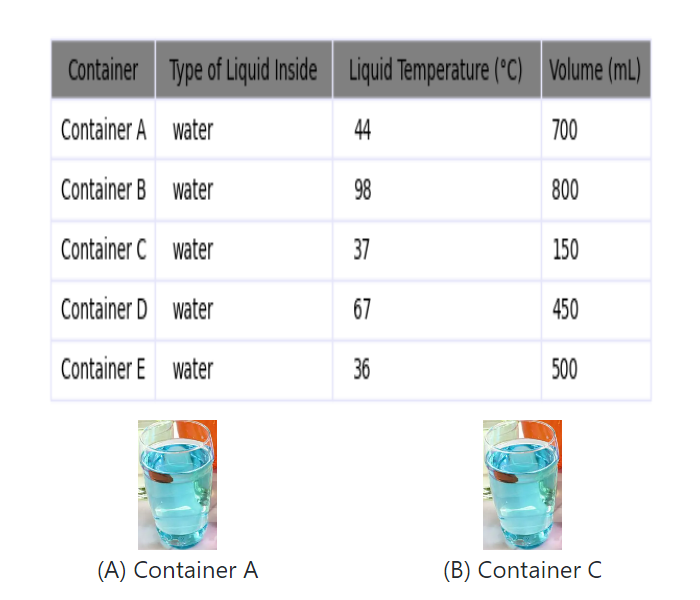 Container Type of Liquid Inside Liquid Temperature (°C) Volume (mL)
Container A water 44 700
Container B water 98 800
Container C water 37 150
Container D water 67 450
Container E water 36 500
(A) Container A (B) Container C